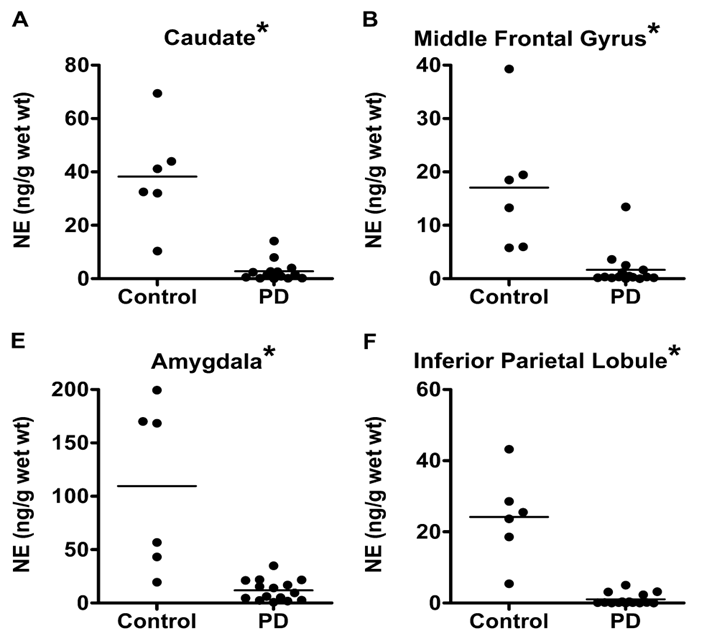 A
Caudate*
NE (ng/g wet wt)
80
60
40
20
0
Control PD
B
Middle Frontal Gyrus*
NE (ng/g wet wt)
40
30
20
10
0
Control PD
E
Amygdala*
NE (ng/g wet wt)
200
150
100
50
0
Control PD
F
Inferior Parietal Lobule*
NE (ng/g wet wt)
60
40
20
0
Control PD